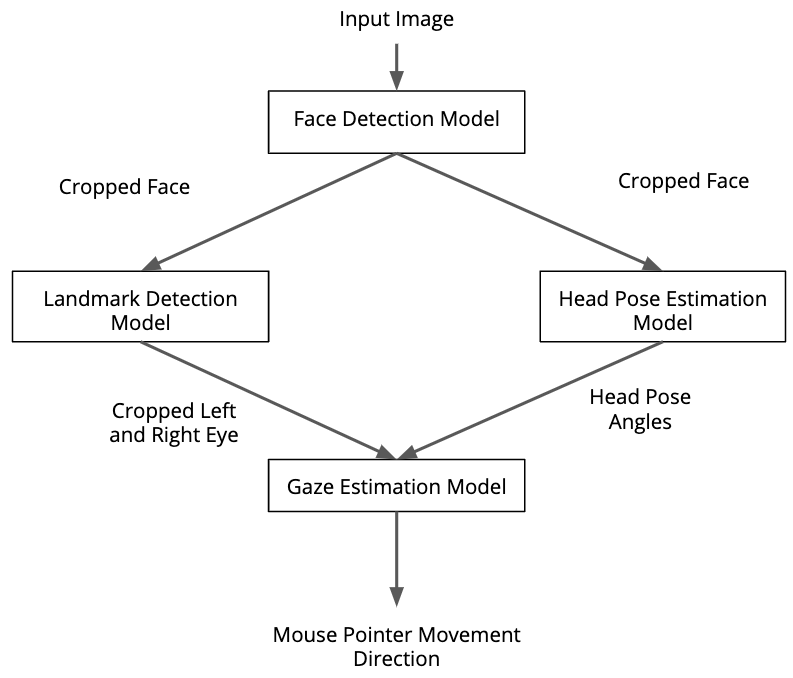 Input Image
Face Detection Model
Cropped Face
Cropped Face
Landmark Detection
Model
Head Pose Estimation
Model
Cropped Left
and Right Eye
Head Pose
Angles
Gaze Estimation Model
Mouse Pointer Movement
Direction